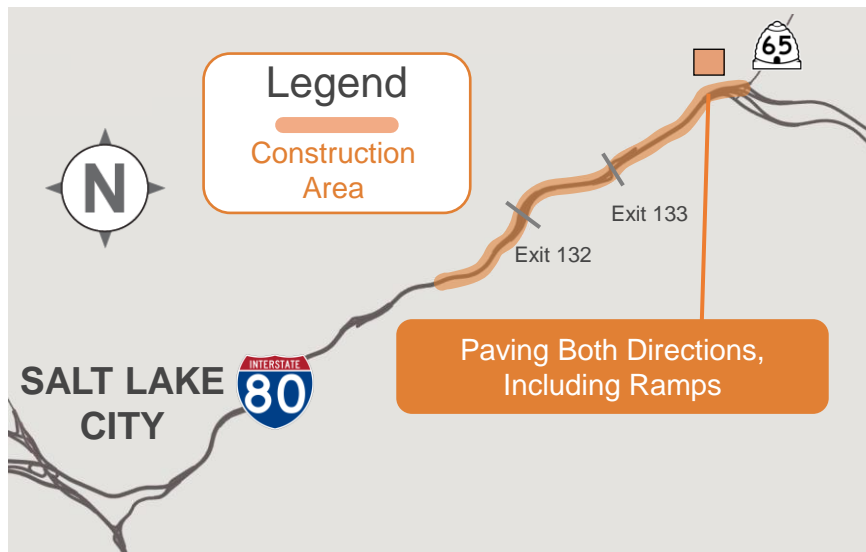 65
Legend
Construction
Area
N
Exit 133
Exit 132
Paving Both Directions,
Including Ramps
INTERSTATE
80
SALT LAKE
CITY